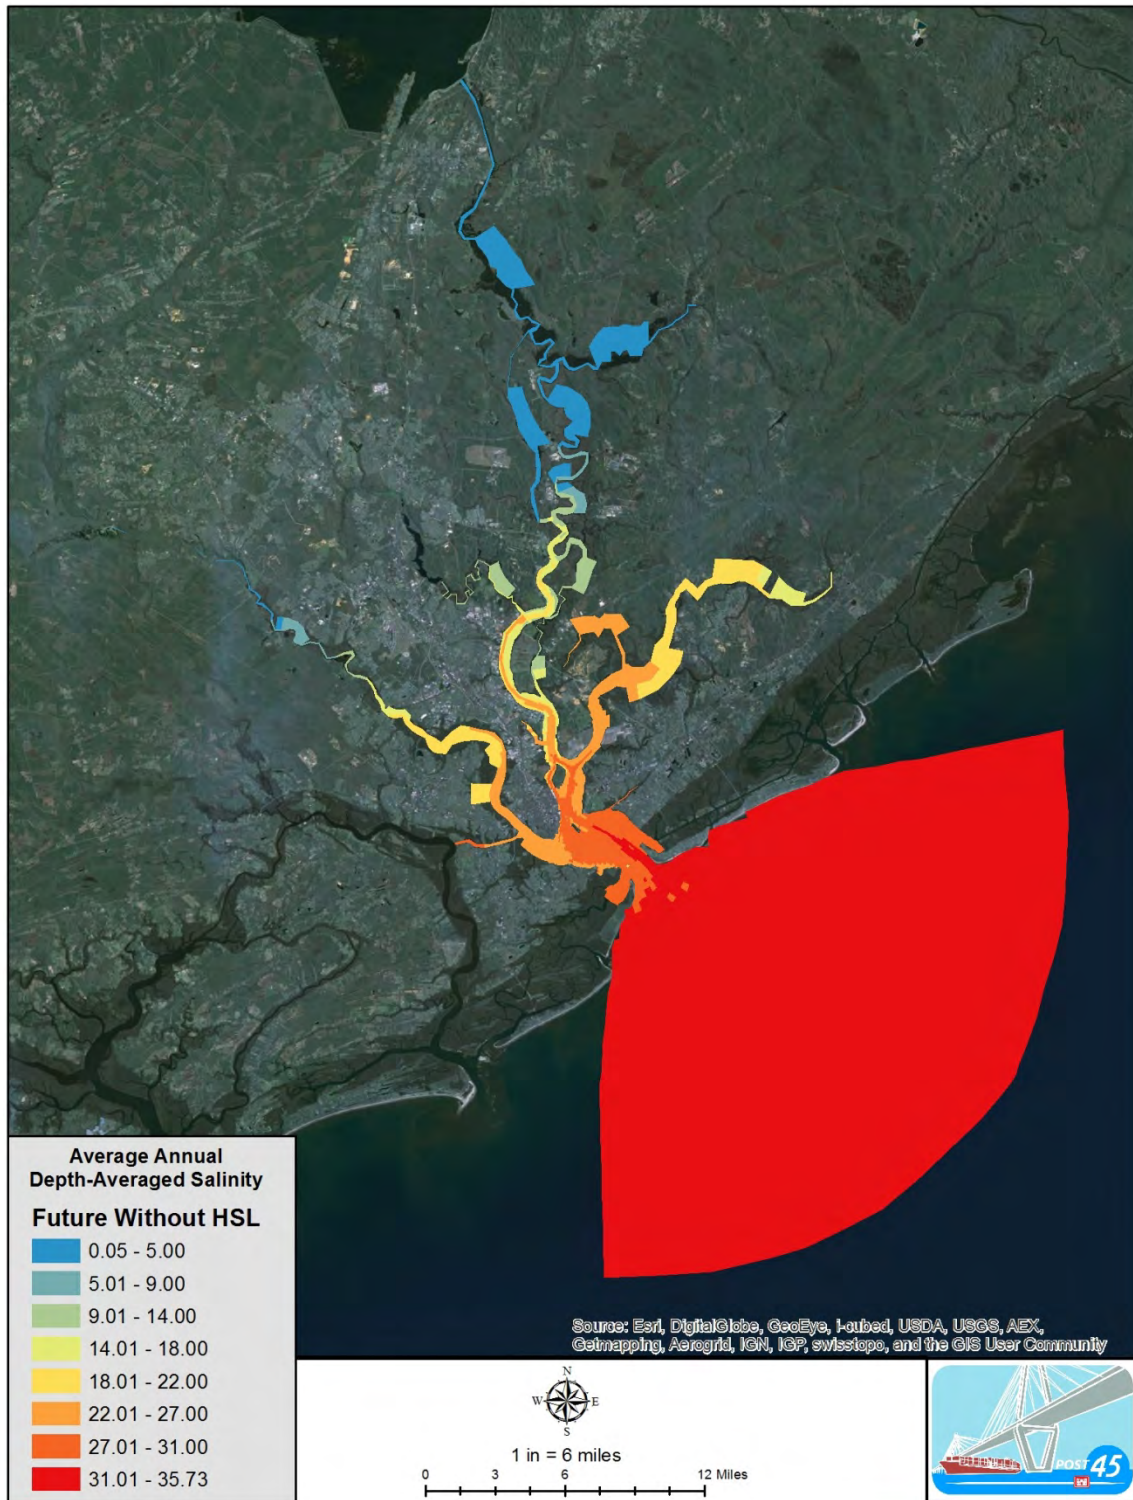 Average Annual
Depth-Averaged Salinity
Future Without HSL
0.05 - 5.00
5.01 - 9.00
9.01 - 14.00
14.01 - 18.00
18.01 - 22.00
22.01 - 27.00
27.01 - 31.00
31.01 - 35.73
Source: Esri, DigitalGlobe, GeoEye, i-cubed, USDA, USGS, AEX,
Getmapping, Aerogrid, IGN, IGP, swisstopo, and the GIS User Community
N
W E
S
1 in = 6 miles
0 3 6 12 Miles
POST 45